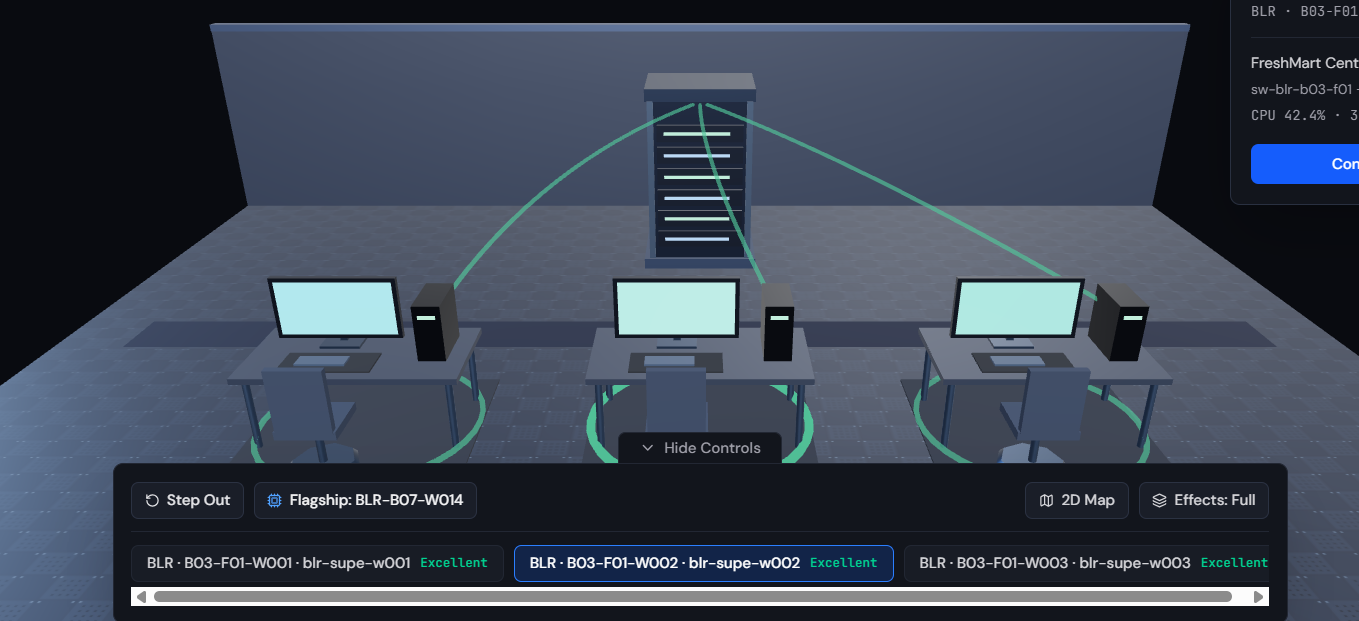 BLR · B03-F01
FreshMart Cent
sw-blr-b03-f01
CPU 42.4% · 3
Con
Hide Controls
Step Out
Flagship: BLR-B07-W014
2D Map
Effects: Full
BLR · B03-F01-W001 · blr-supe-w001 Excellent
BLR · B03-F01-W002 · blr-supe-w002 Excellent
BLR · B03-F01-W003 · blr-supe-w003 Excellent